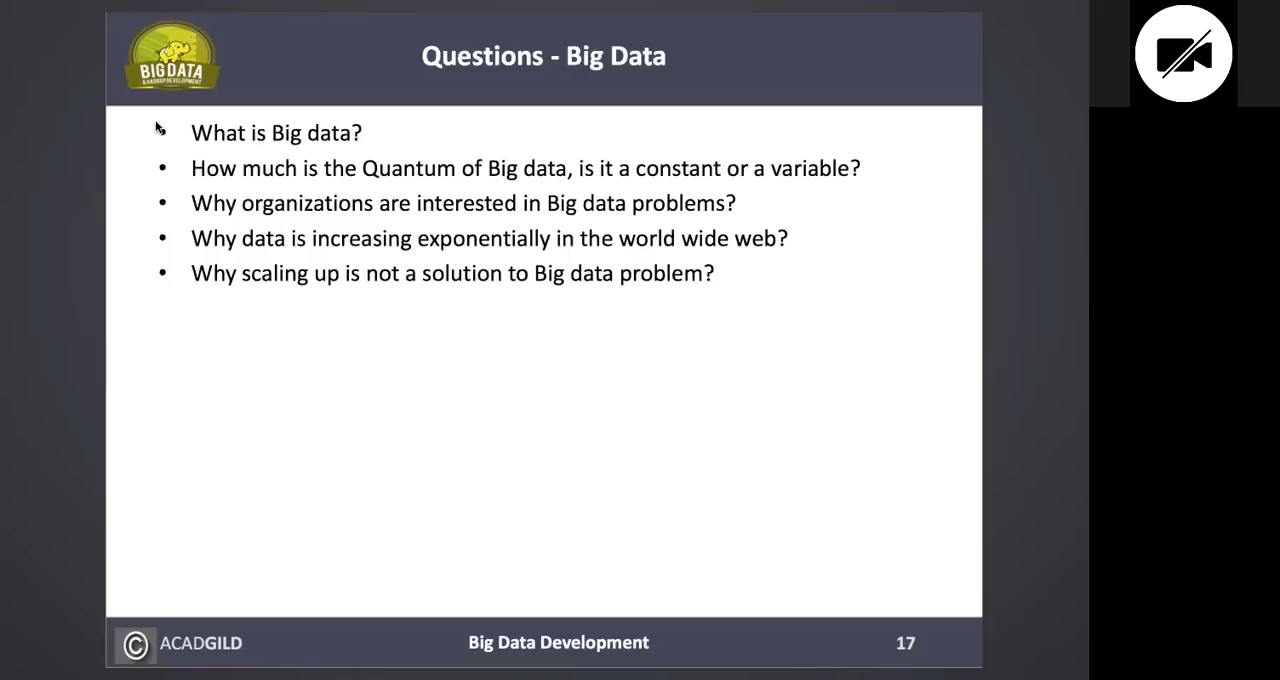 Questions - Big Data
BIG DATA
& HADOOP DEVELOPMENT
• What is Big data?
• How much is the Quantum of Big data, is it a constant or a variable?
• Why organizations are interested in Big data problems?
• Why data is increasing exponentially in the world wide web?
• Why scaling up is not a solution to Big data problem?
© ACADGILD
Big Data Development
17